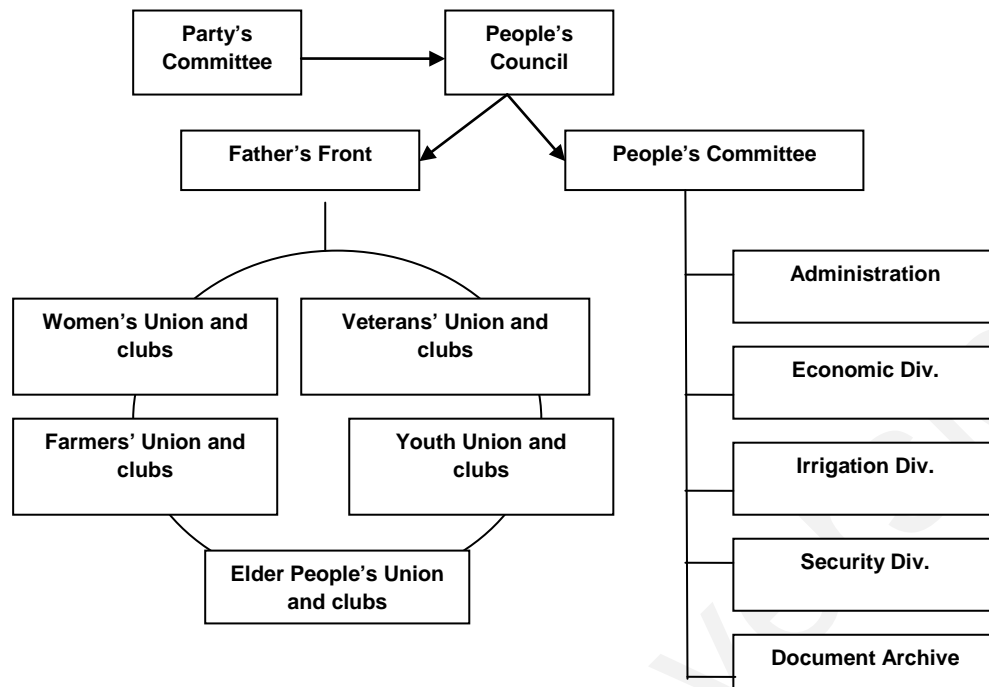 Party's
Committee
People's
Council
Father's Front
People's Committee
Administration
Women's Union and
clubs
Veterans' Union and
clubs
Economic Div.
Farmers' Union and
clubs
Youth Union and
clubs
Irrigation Div.
Security Div.
Elder People's Union
and clubs
Document Archive